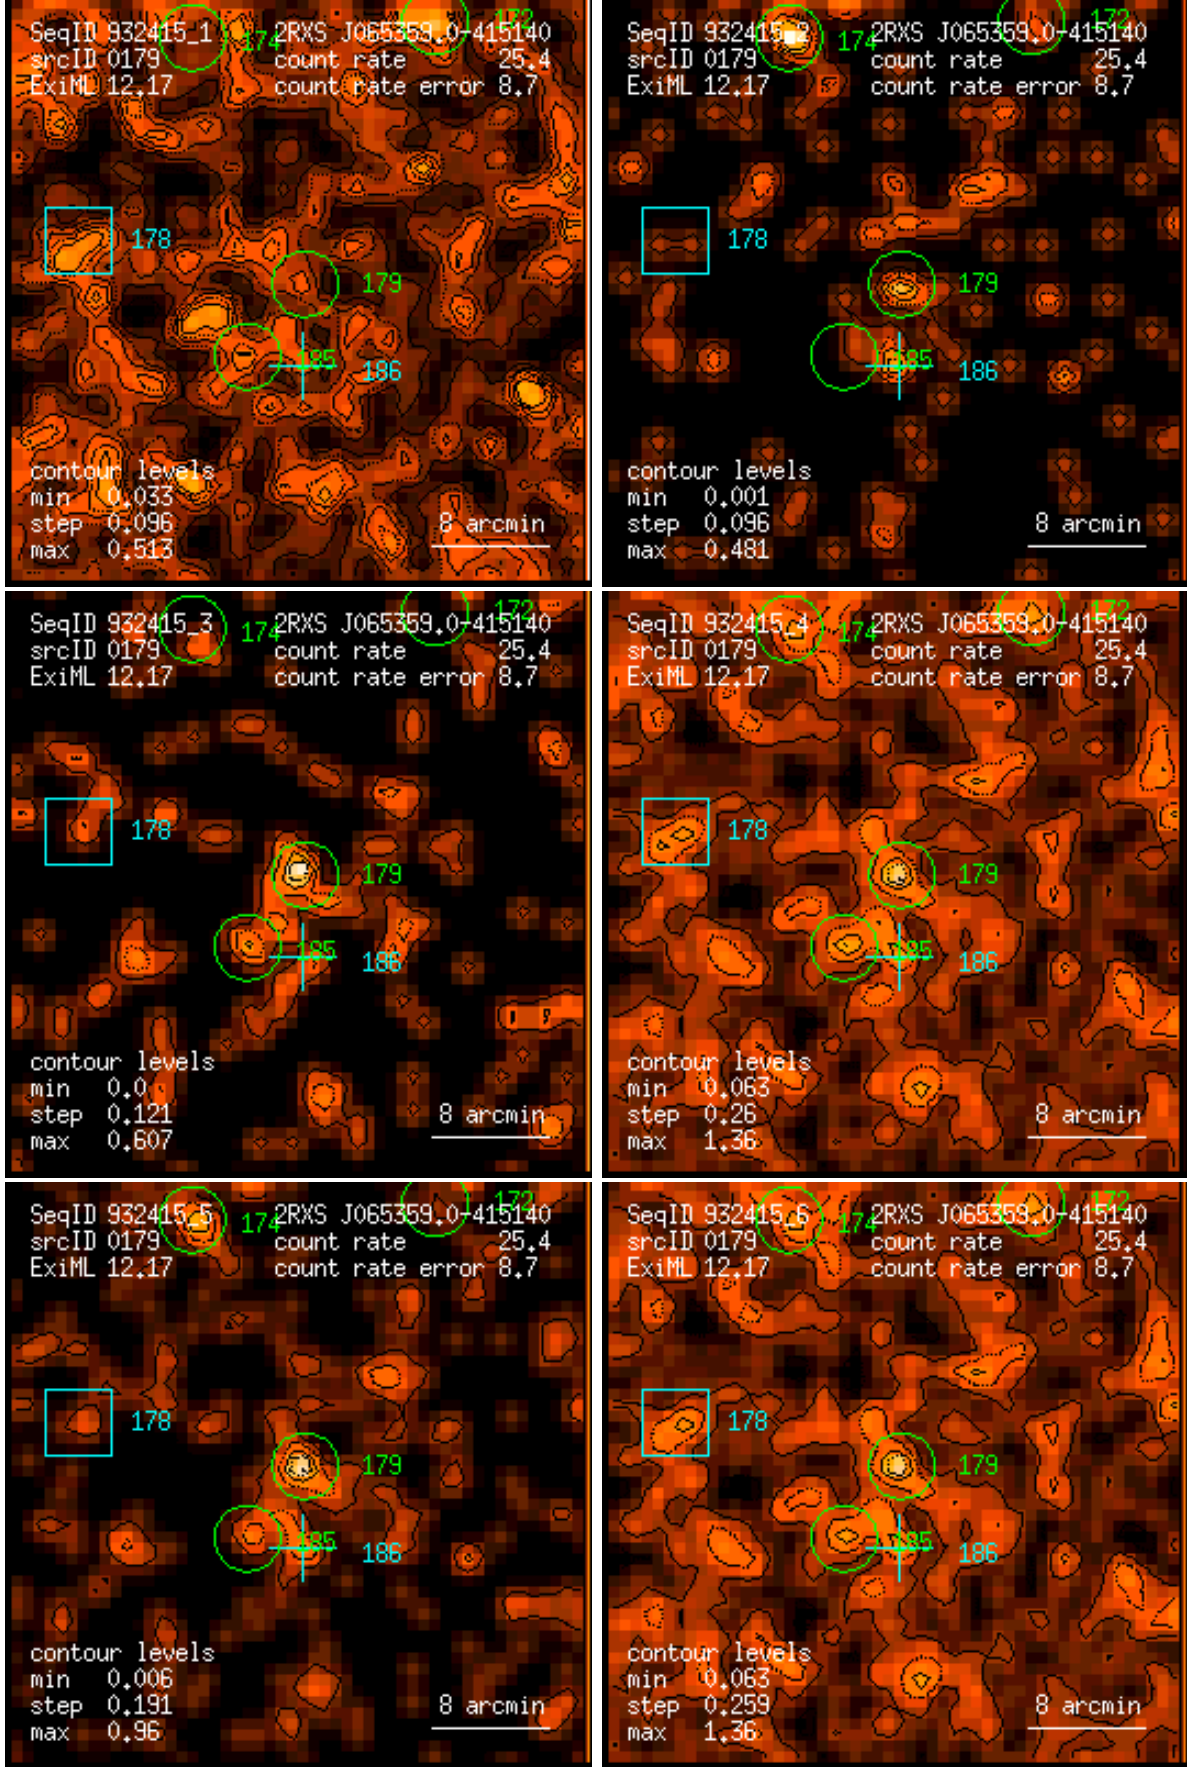 SeqID 932415_1 174 2RXS J065359.0-415140 172
srcID 0179 count rate 25.4
ExiML 12.17 count rate error 8.7
178
179
185
186
contour levels
min 0.033
step 0.096
max 0.513
8 arcmin
SeqID 932415_2 174 2RXS J065359.0-415140 172
srcID 0179 count rate 25.4
ExiML 12.17 count rate error 8.7
178
179
185
186
contour levels
min 0.001
step 0.096
max 0.481
8 arcmin
SeqID 932415_3 174 2RXS J065359.0-415140 172
srcID 0179 count rate 25.4
ExiML 12.17 count rate error 8.7
178
179
185
186
contour levels
min 0.0
step 0.121
max 0.607
8 arcmin
SeqID 932415_4 174 2RXS J065359.0-415140 172
srcID 0179 count rate 25.4
ExiML 12.17 count rate error 8.7
178
179
185
186
contour levels
min 0.063
step 0.26
max 1.36
8 arcmin
SeqID 932415_5 174 2RXS J065359.0-415140 172
srcID 0179 count rate 25.4
ExiML 12.17 count rate error 8.7
178
179
185
186
contour levels
min 0.006
step 0.191
max 0.96
8 arcmin
SeqID 932415_6 174 2RXS J065359.0-415140 172
srcID 0179 count rate 25.4
ExiML 12.17 count rate error 8.7
178
179
185
186
contour levels
min 0.063
step 0.259
max 1.36
8 arcmin